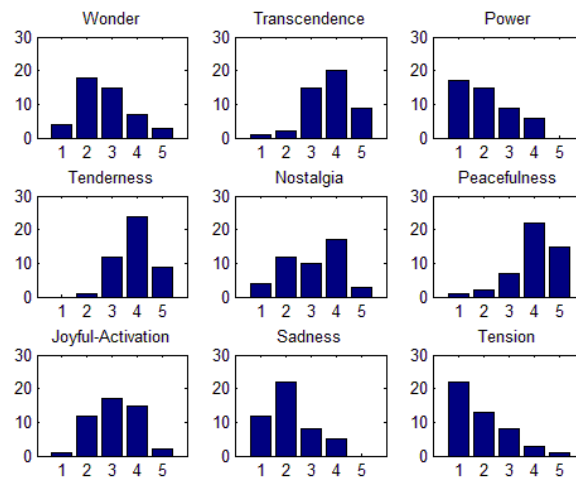 Wonder Transcendence Power
30 30 30
20 20 20
10 10 10
0 0 0
1 2 3 4 5 1 2 3 4 5 1 2 3 4 5
Tenderness Nostalgia Peacefulness
30 30 30
20 20 20
10 10 10
0 0 0
1 2 3 4 5 1 2 3 4 5 1 2 3 4 5
Joyful-Activation Sadness Tension
30 30 30
20 20 20
10 10 10
0 0 0
1 2 3 4 5 1 2 3 4 5 1 2 3 4 5